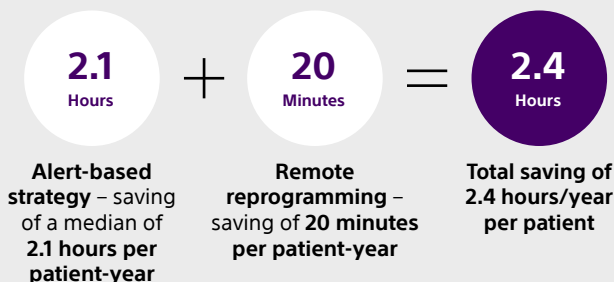 2.1
Hours
+
20
Minutes
=
2.4
Hours
Alert-based
strategy – saving
of a median of
2.1 hours per
patient-year
Remote
reprogramming –
saving of 20 minutes
per patient-year
Total saving of
2.4 hours/year
per patient